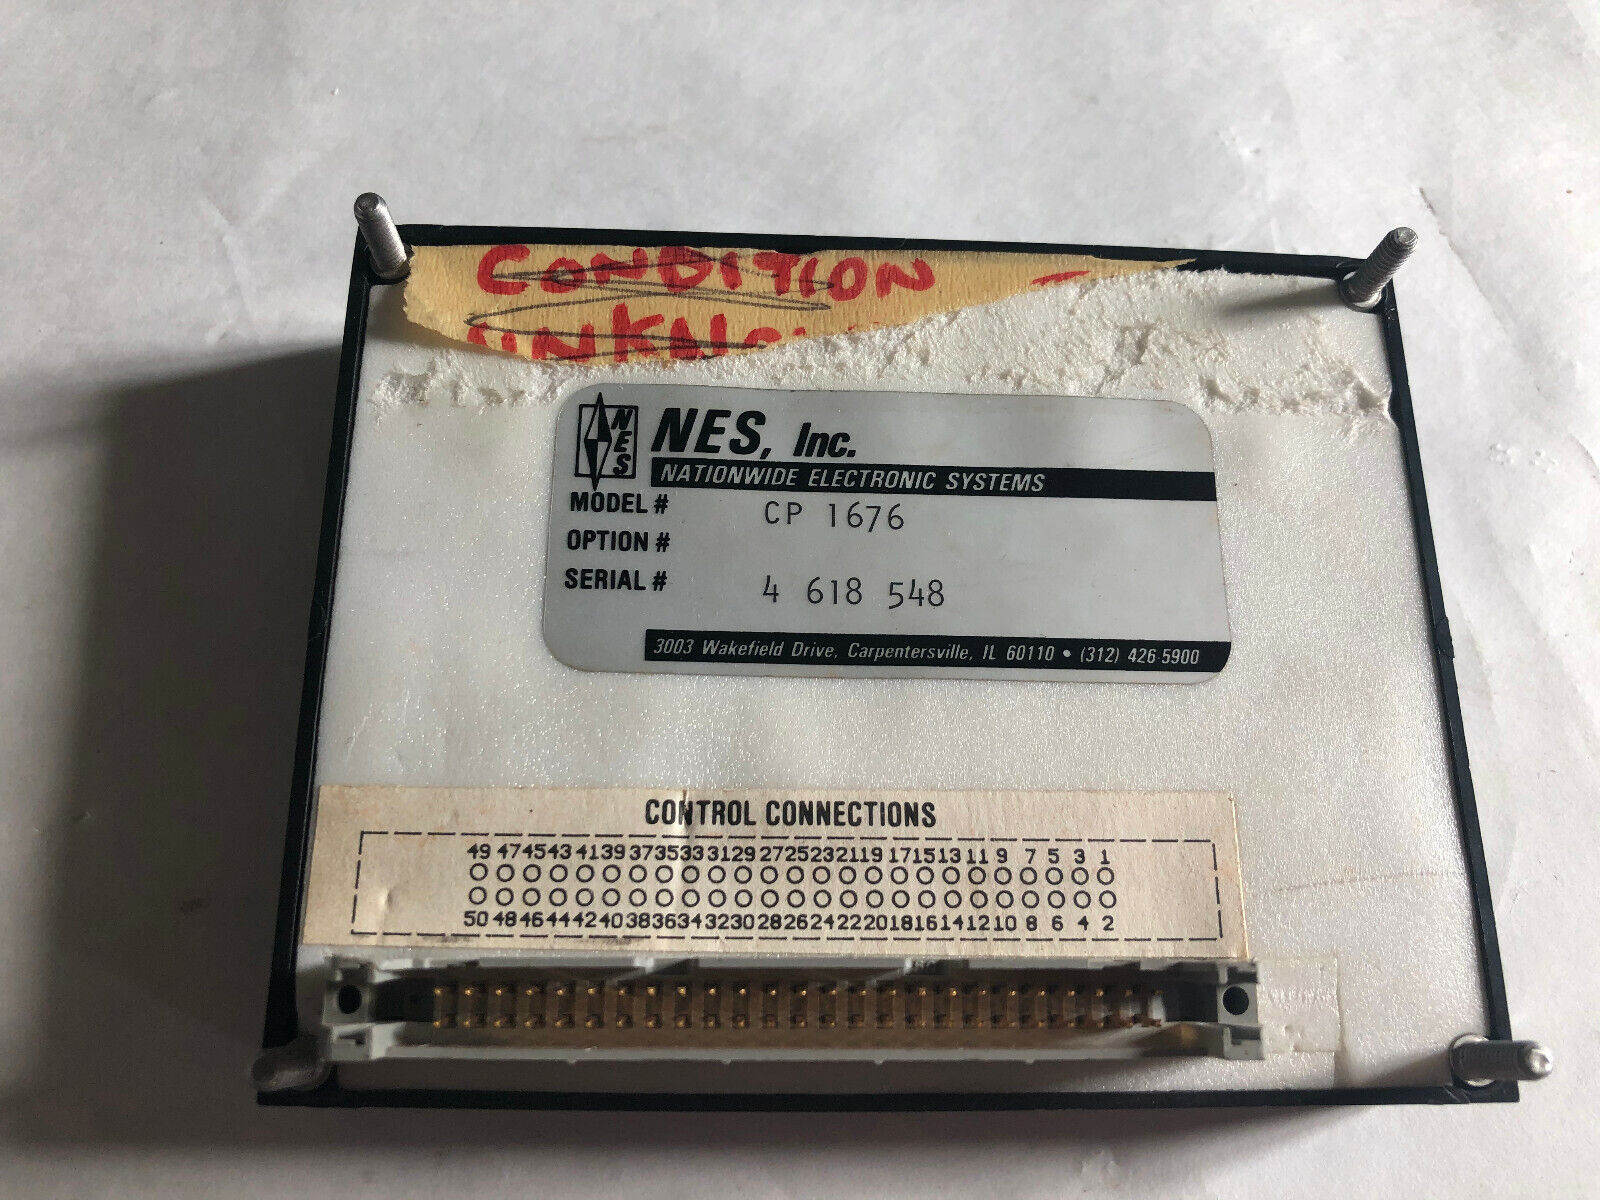 CONDITION
UNKNO
NES
NES, Inc.
NATIONWIDE ELECTRONIC SYSTEMS
MODEL # CP 1676
OPTION #
SERIAL # 4 618 548
3003 Wakefield Drive, Carpentersville, IL 60110 • (312) 426-5900
CONTROL CONNECTIONS
49 47 45 43 41 39 37 35 33 31 29 27 25 23 21 19 17 15 13 11 9 7 5 3 1
50 48 46 44 42 40 38 36 34 32 30 28 26 24 22 20 18 16 14 12 10 8 6 4 2